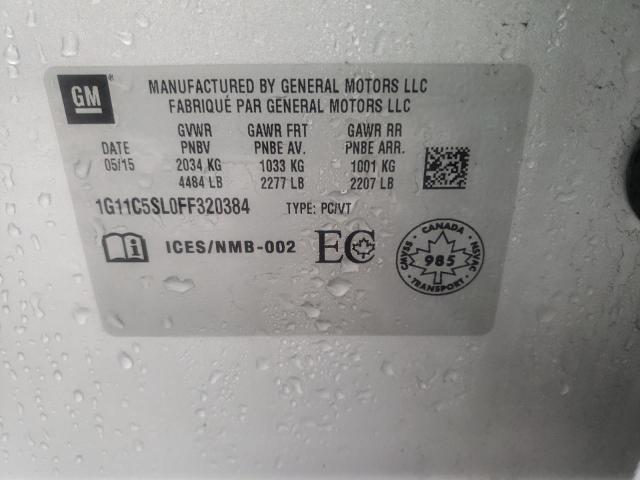 GM®
MANUFACTURED BY GENERAL MOTORS LLC
FABRIQUÉ PAR GENERAL MOTORS LLC
GVWR GAWR FRT GAWR RR
DATE PNBV PNBE AV. PNBE ARR.
05/15 2034 KG 1033 KG 1001 KG
4484 LB 2277 LB 2207 LB
1G11C5SL0FF320384 TYPE: PC/VT
i ICES/NMB-002 EC
CANADA
CMVSS 985 NSVAC
TRANSPORT